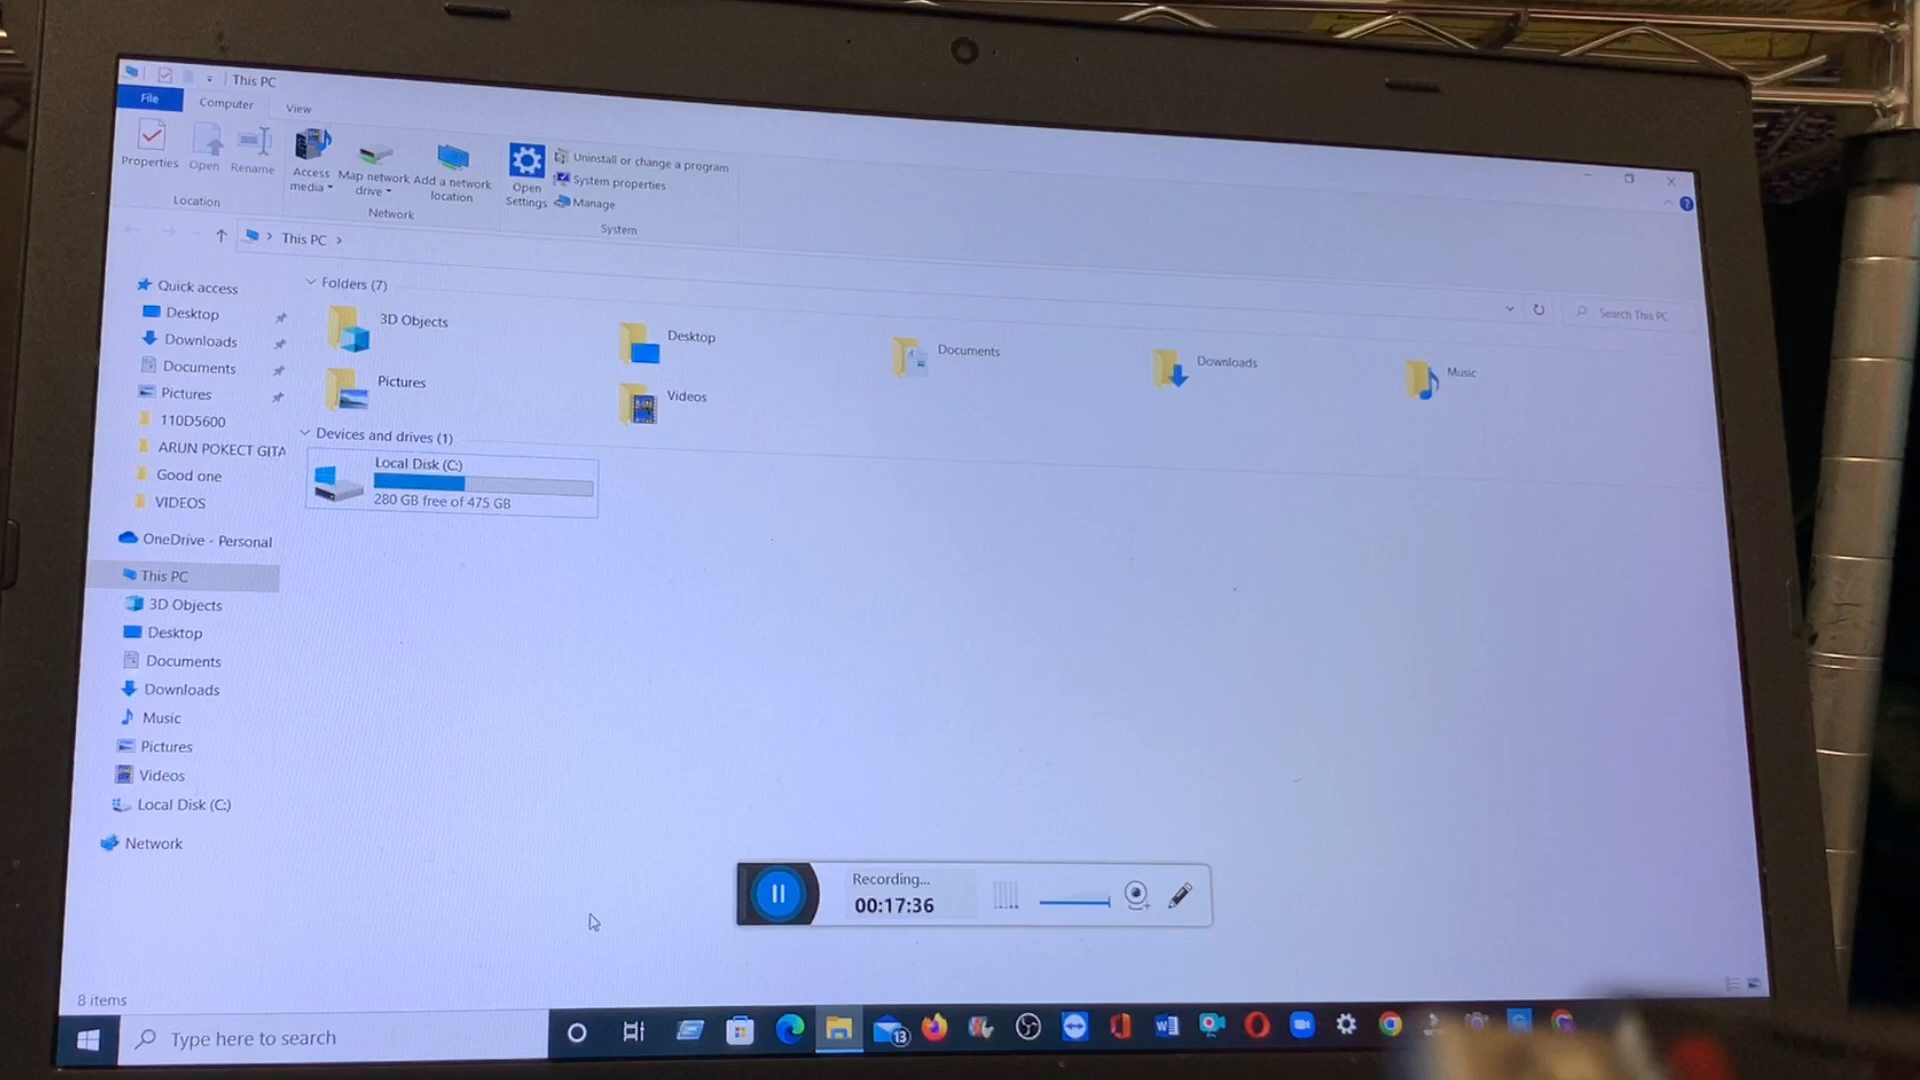 This PC
File Computer View
Properties Open Rename Access media Map network drive Add a network location Open Settings
Uninstall or change a program
System properties
Manage
Location Network System
This PC
Search This PC
Quick access
Desktop
Downloads
Documents
Pictures
110D5600
ARUN POKECT GITA
Good one
VIDEOS
OneDrive - Personal
This PC
3D Objects
Desktop
Documents
Downloads
Music
Pictures
Videos
Local Disk (C:)
Network
Folders (7)
3D Objects
Desktop
Documents
Downloads
Music
Pictures
Videos
Devices and drives (1)
Local Disk (C:)
280 GB free of 475 GB
Recording...
00:17:36
8 items
Type here to search
13